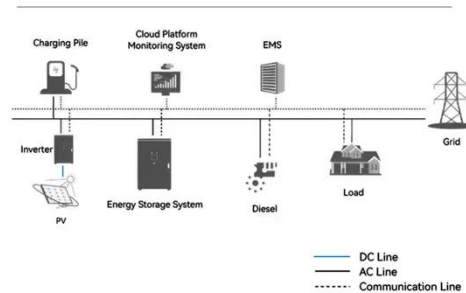 Charging Pile
Cloud Platform
Monitoring System
EMS
Inverter
Grid
PV
Energy Storage System
Diesel
Load
DC Line
AC Line
Communication Line